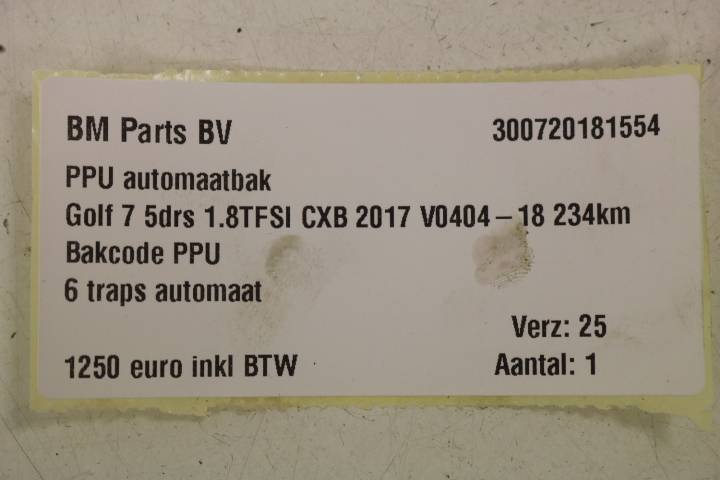 BM Parts BV 300720181554
PPU automaatbak
Golf 7 5drs 1.8TFSI CXB 2017 V0404-18 234km
Bakcode PPU
6 traps automaat
Verz: 25
1250 euro inkl BTW Aantal: 1